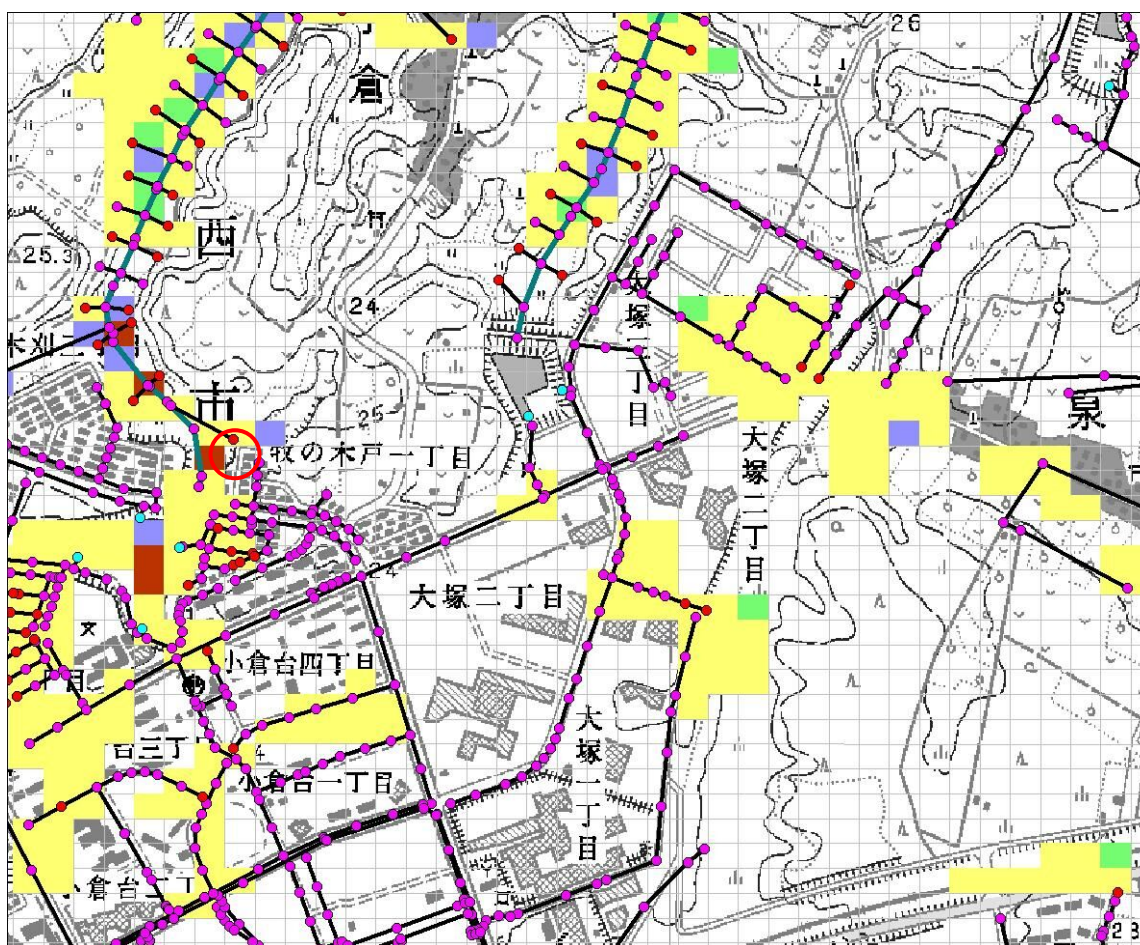 26
倉
西
25.3
大塚
24
一丁目
木刈
市
25
泉
牧の木戸一丁目
大塚二丁目
大塚二丁目
小倉台四丁目
大塚一丁目
台三丁
4
小倉台一丁目
小倉台二丁
23